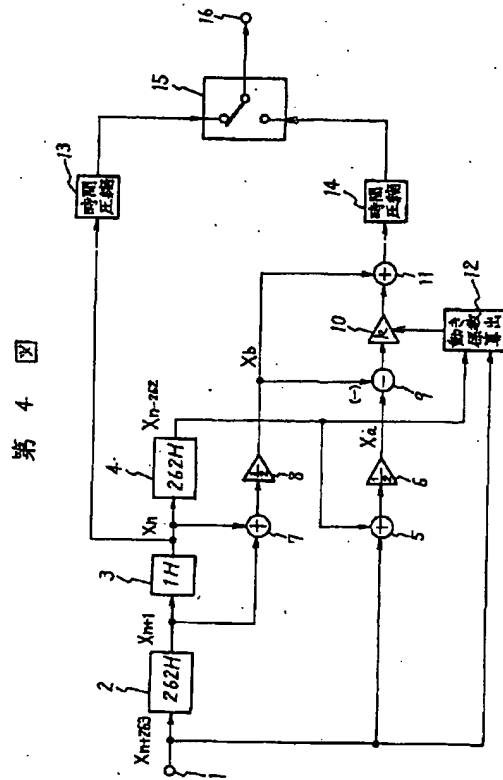 第 4 図
1
Xn+263
2
262H
Xn+1
3
1H
Xn
4
262H
Xn-262
5
+
6
1/2
Xa
7
+
8
1/2
Xb
(-)
9
-
10
k
11
+
12
動き
係数
算出
13
時間
圧縮
14
時間
圧縮
15
16